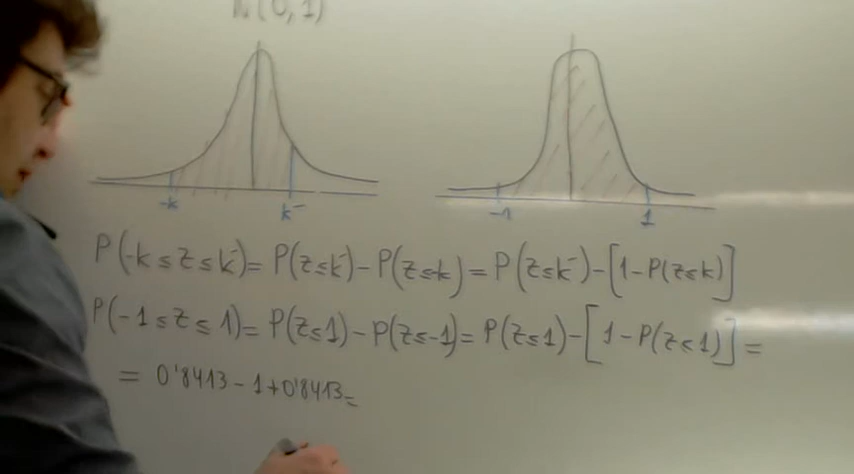 N(0,1)
-k k -1 1
P(-k≤z≤k)= P(z≤k)-P(z≤-k)= P(z≤k)-[1-P(z≤k)]
P(-1≤z≤1)= P(z≤1)-P(z≤-1)= P(z≤1)-[1-P(z≤1)]=
= 0'8413-1+0'8413=